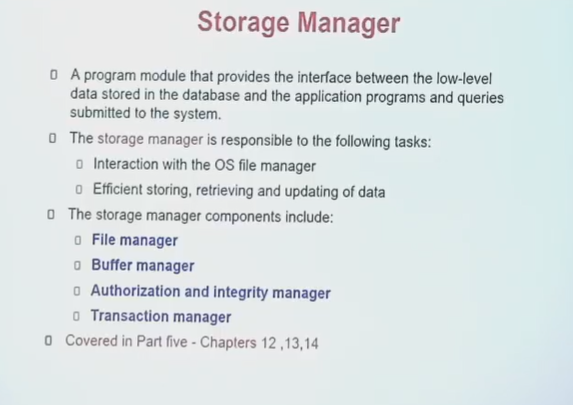 Storage Manager
A program module that provides the interface between the low-level
data stored in the database and the application programs and queries
submitted to the system.
The storage manager is responsible to the following tasks:
Interaction with the OS file manager
Efficient storing, retrieving and updating of data
The storage manager components include:
File manager
Buffer manager
Authorization and integrity manager
Transaction manager
Covered in Part five - Chapters 12 ,13,14